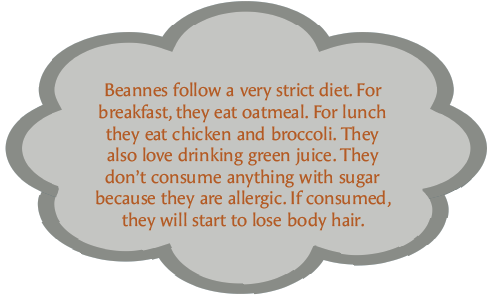 Beannes follow a very strict diet. For
breakfast, they eat oatmeal. For lunch
they eat chicken and broccoli. They
also love drinking green juice. They
don't consume anything with sugar
because they are allergic. If consumed,
they will start to lose body hair.